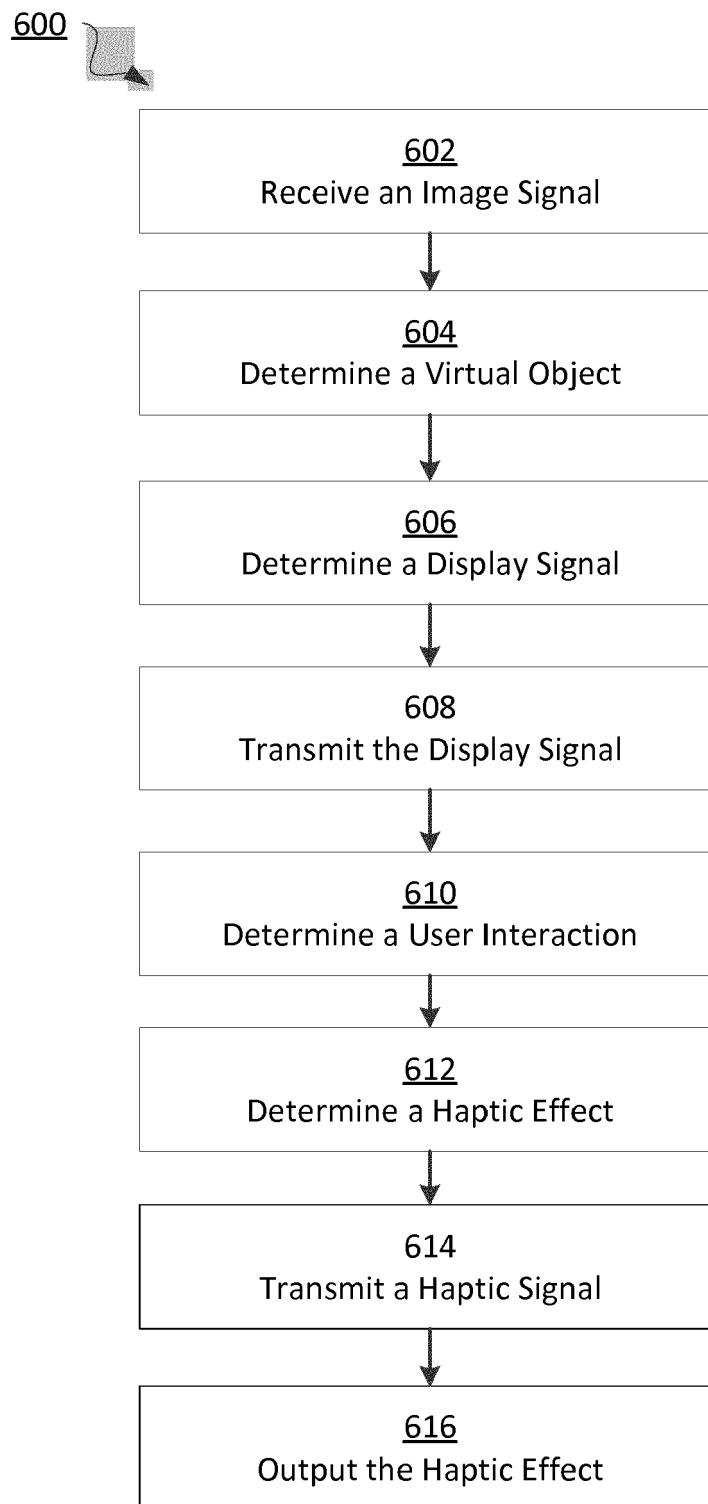 600
602
Receive an Image Signal
604
Determine a Virtual Object
606
Determine a Display Signal
608
Transmit the Display Signal
610
Determine a User Interaction
612
Determine a Haptic Effect
614
Transmit a Haptic Signal
616
Output the Haptic Effect